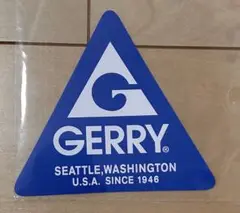 G
GERRY®
SEATTLE,WASHINGTON
U.S.A. SINCE 1946